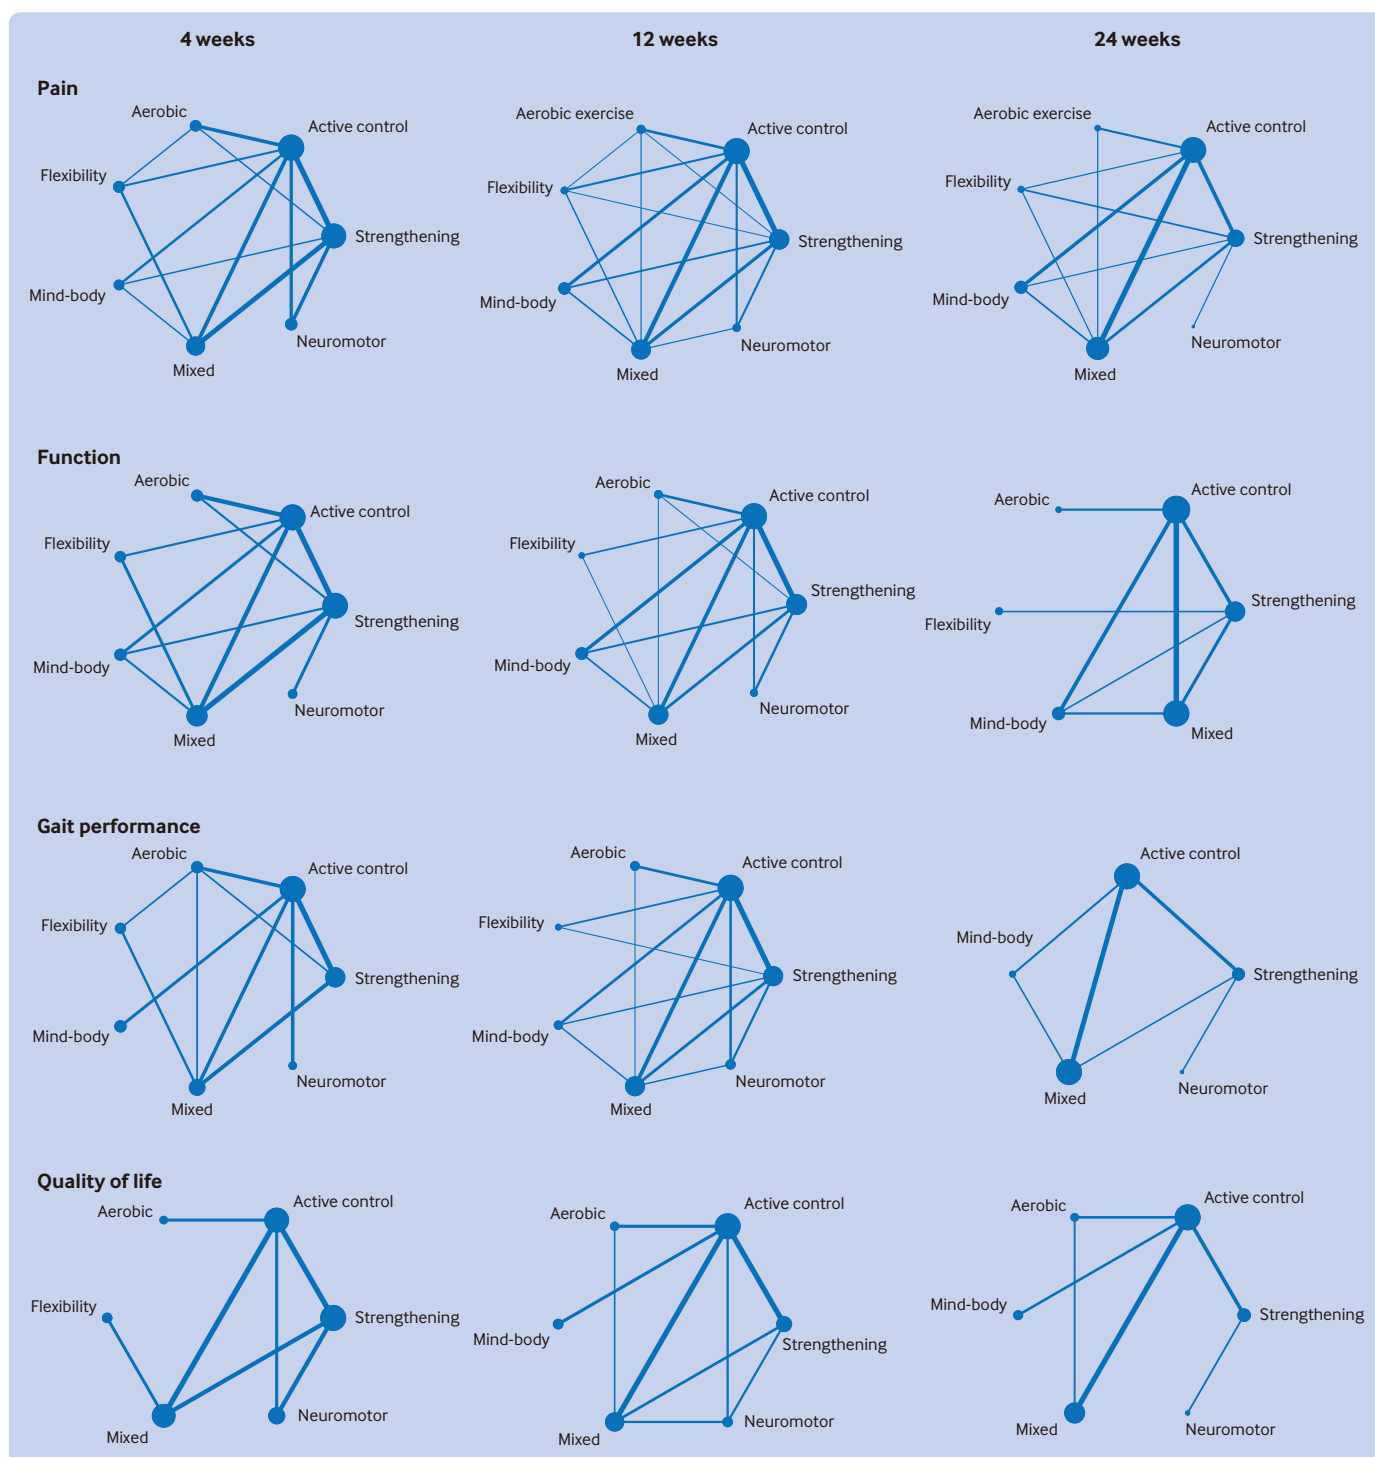 4 weeks
12 weeks
24 weeks
Pain
Aerobic
Active control
Flexibility
Strengthening
Mind-body
Neuromotor
Mixed
Aerobic exercise
Active control
Flexibility
Strengthening
Mind-body
Neuromotor
Mixed
Aerobic exercise
Active control
Flexibility
Strengthening
Mind-body
Neuromotor
Mixed
Function
Aerobic
Active control
Flexibility
Strengthening
Mind-body
Neuromotor
Mixed
Aerobic
Active control
Flexibility
Strengthening
Mind-body
Neuromotor
Mixed
Active control
Aerobic
Strengthening
Flexibility
Mind-body
Mixed
Gait performance
Aerobic
Active control
Flexibility
Strengthening
Mind-body
Neuromotor
Mixed
Aerobic
Active control
Flexibility
Strengthening
Mind-body
Neuromotor
Mixed
Active control
Mind-body
Strengthening
Neuromotor
Mixed
Quality of life
Active control
Aerobic
Flexibility
Strengthening
Neuromotor
Mixed
Active control
Aerobic
Mind-body
Strengthening
Neuromotor
Mixed
Active control
Aerobic
Mind-body
Strengthening
Mixed
Neuromotor